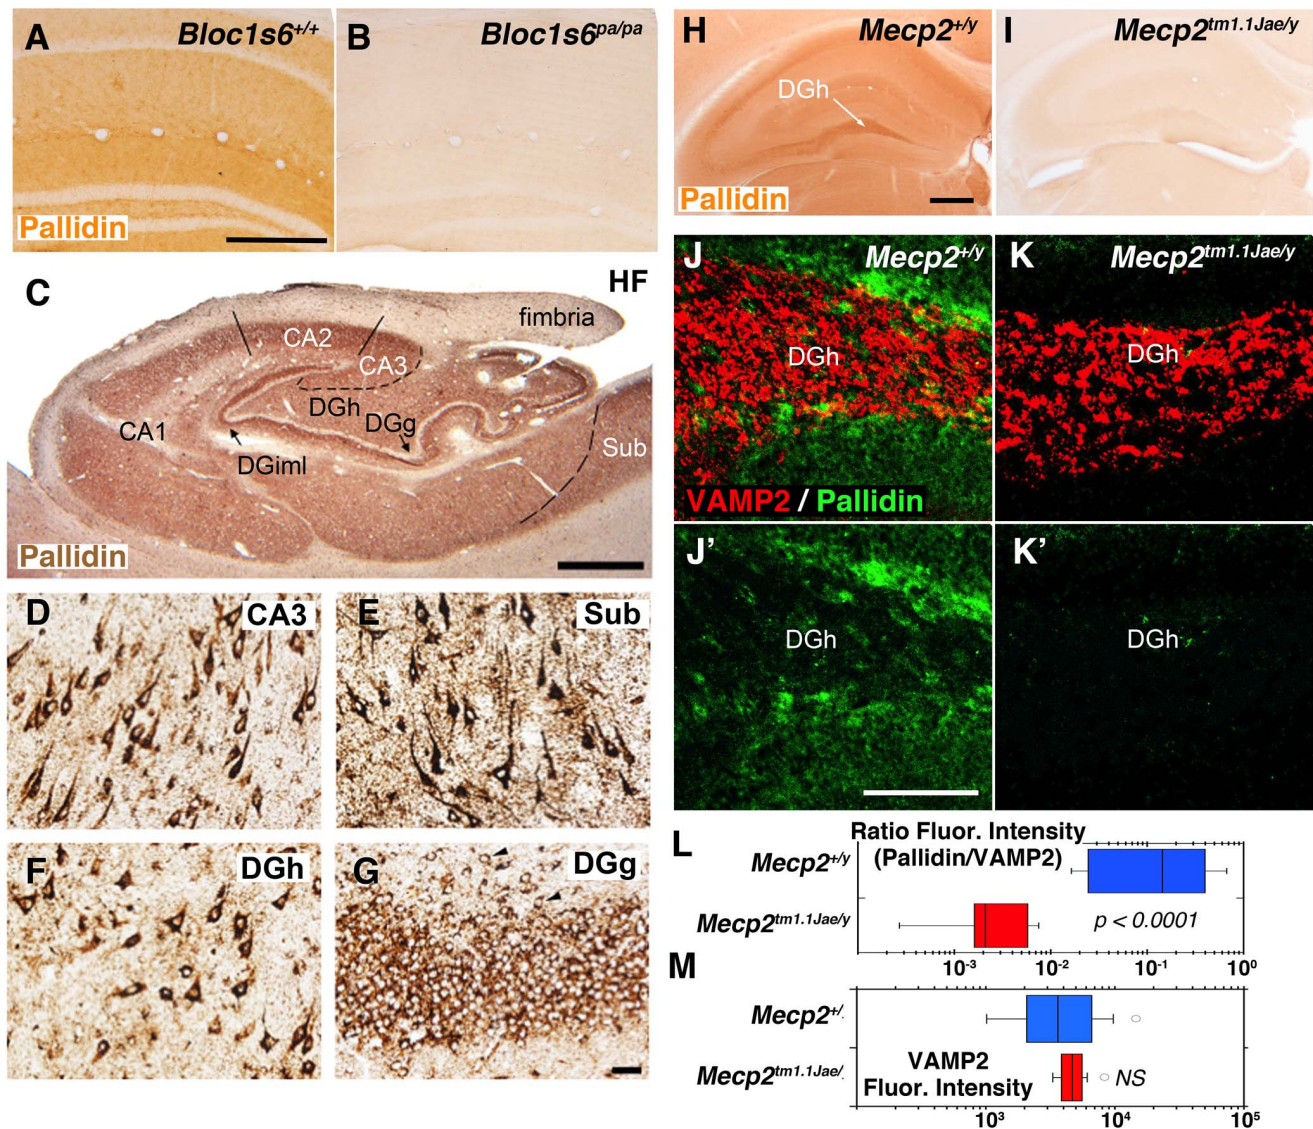 A
Bloc1s6+/+
B
Bloc1s6pa/pa
Pallidin
C
HF
fimbria
CA2
CA3
DGh
DGg
CA1
DGiml
Sub
Pallidin
D
CA3
E
Sub
F
DGh
G
DGg
H
Mecp2+/y
I
Mecp2tm1.1Jae/y
DGh
Pallidin
J
Mecp2+/y
K
Mecp2tm1.1Jae/y
DGh
DGh
VAMP2 / Pallidin
J’
K’
DGh
DGh
L
Ratio Fluor. Intensity
(Pallidin/VAMP2)
Mecp2+/y
Mecp2tm1.1Jae/y
p < 0.0001
10-3
10-2
10-1
100
M
Mecp2+/.
Mecp2tm1.1Jae/.
VAMP2
Fluor. Intensity
NS
103
104
105